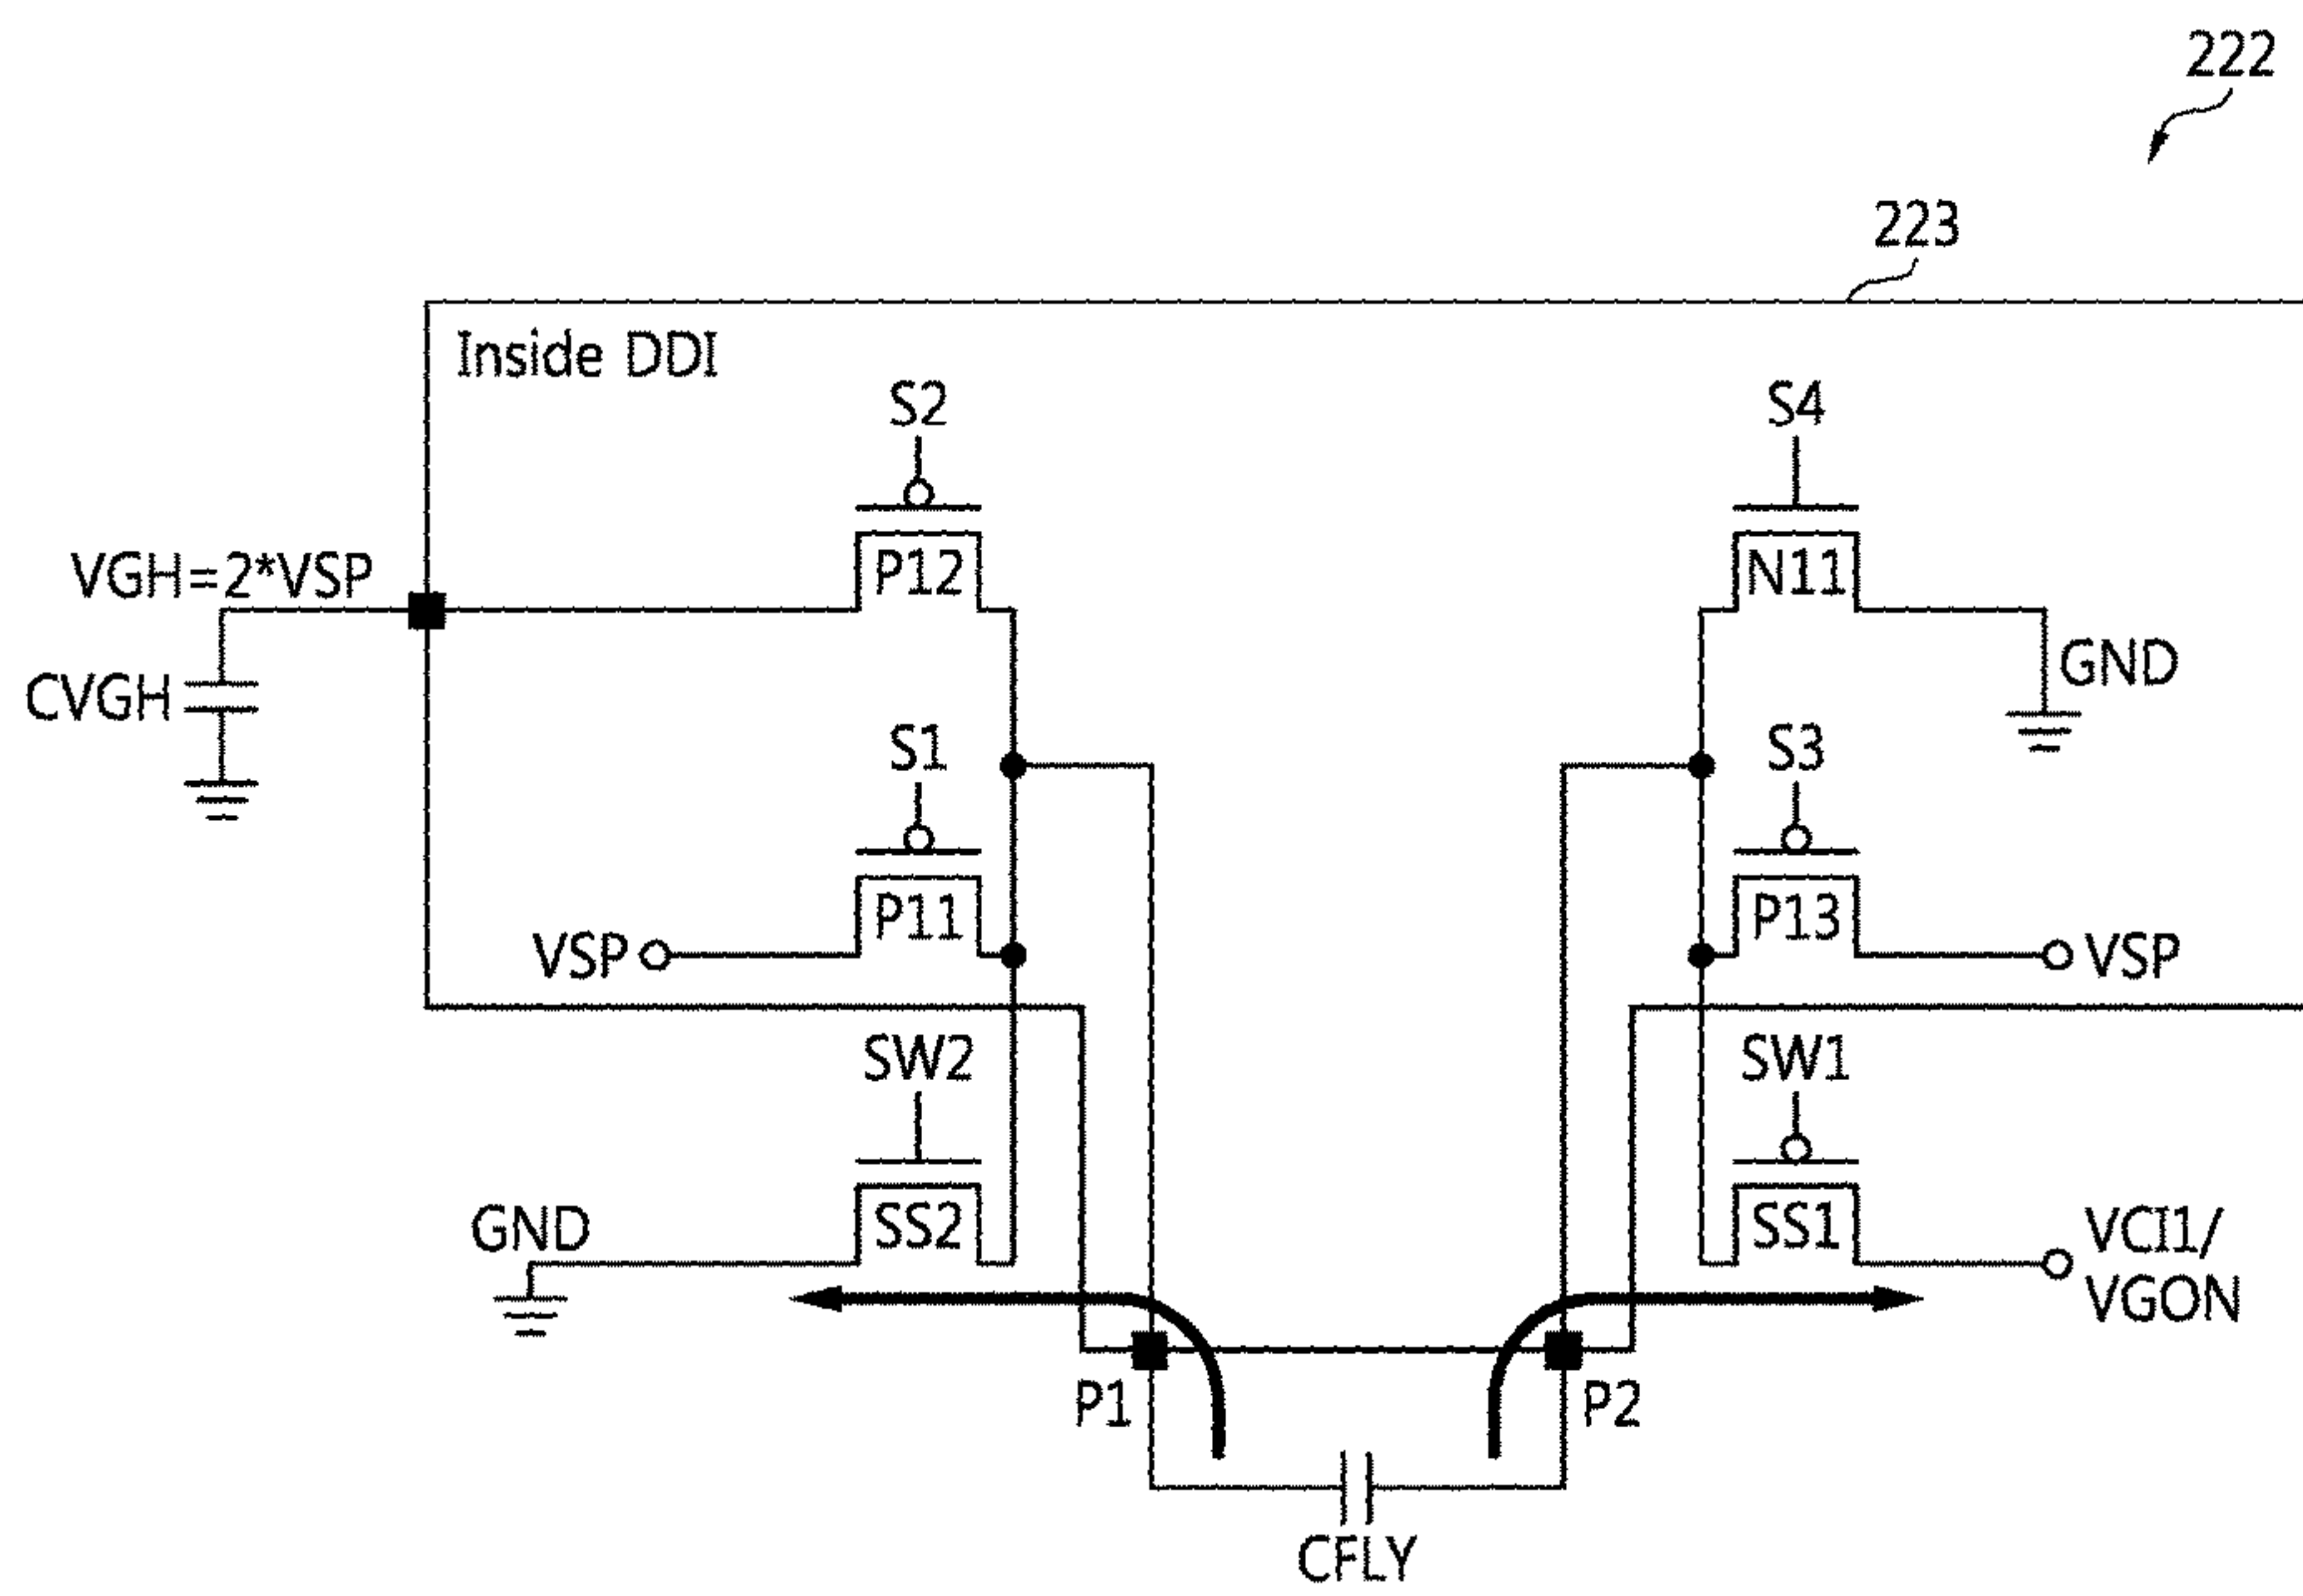 222
223
Inside DDI
S2
S4
P12
N11
VGH=2*VSP
GND
CVGH
S1
S3
P11
P13
VSP
VSP
SW2
SW1
SS2
SS1
GND
VCI1/
VGON
P1
P2
CFLY